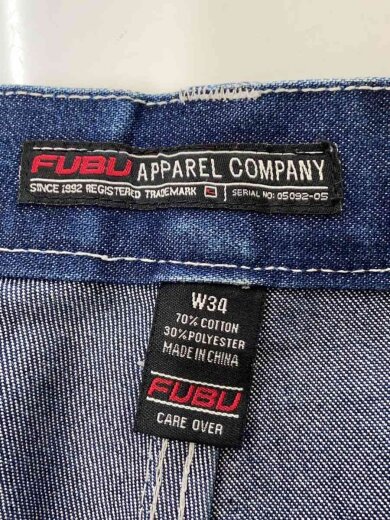 FUBU APPAREL COMPANY
SINCE 1992 REGISTERED TRADEMARK SERIAL NO: 05092-05
W34
70% COTTON
30% POLYESTER
MADE IN CHINA
FUBU
CARE OVER